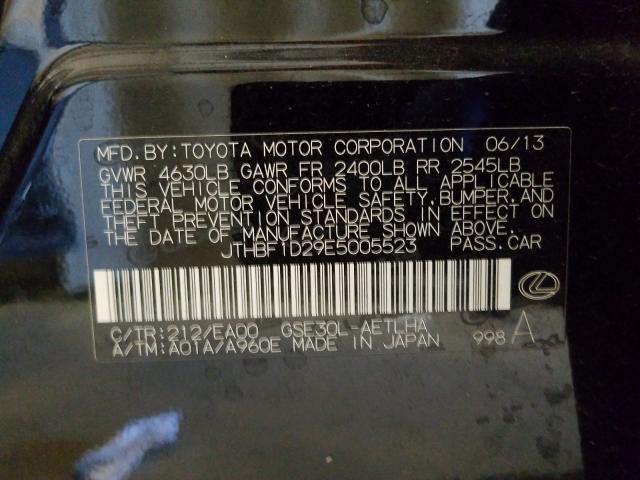 MFD.BY:TOYOTA MOTOR CORPORATION 06/13
GVWR 4630LB GAWR FR 2400LB RR 2545LB
THIS VEHICLE CONFORMS TO ALL APPLICABLE
FEDERAL MOTOR VEHICLE SAFETY,BUMPER,AND
THEFT PREVENTION STANDARDS IN EFFECT ON
THE DATE OF MANUFACTURE SHOWN ABOVE.
JTHBF1D29E5005523 PASS.CAR
C/TR:212/EA00 GSE30L-AETLHA
A/TM:A01A/A960E MADE IN JAPAN 998 A